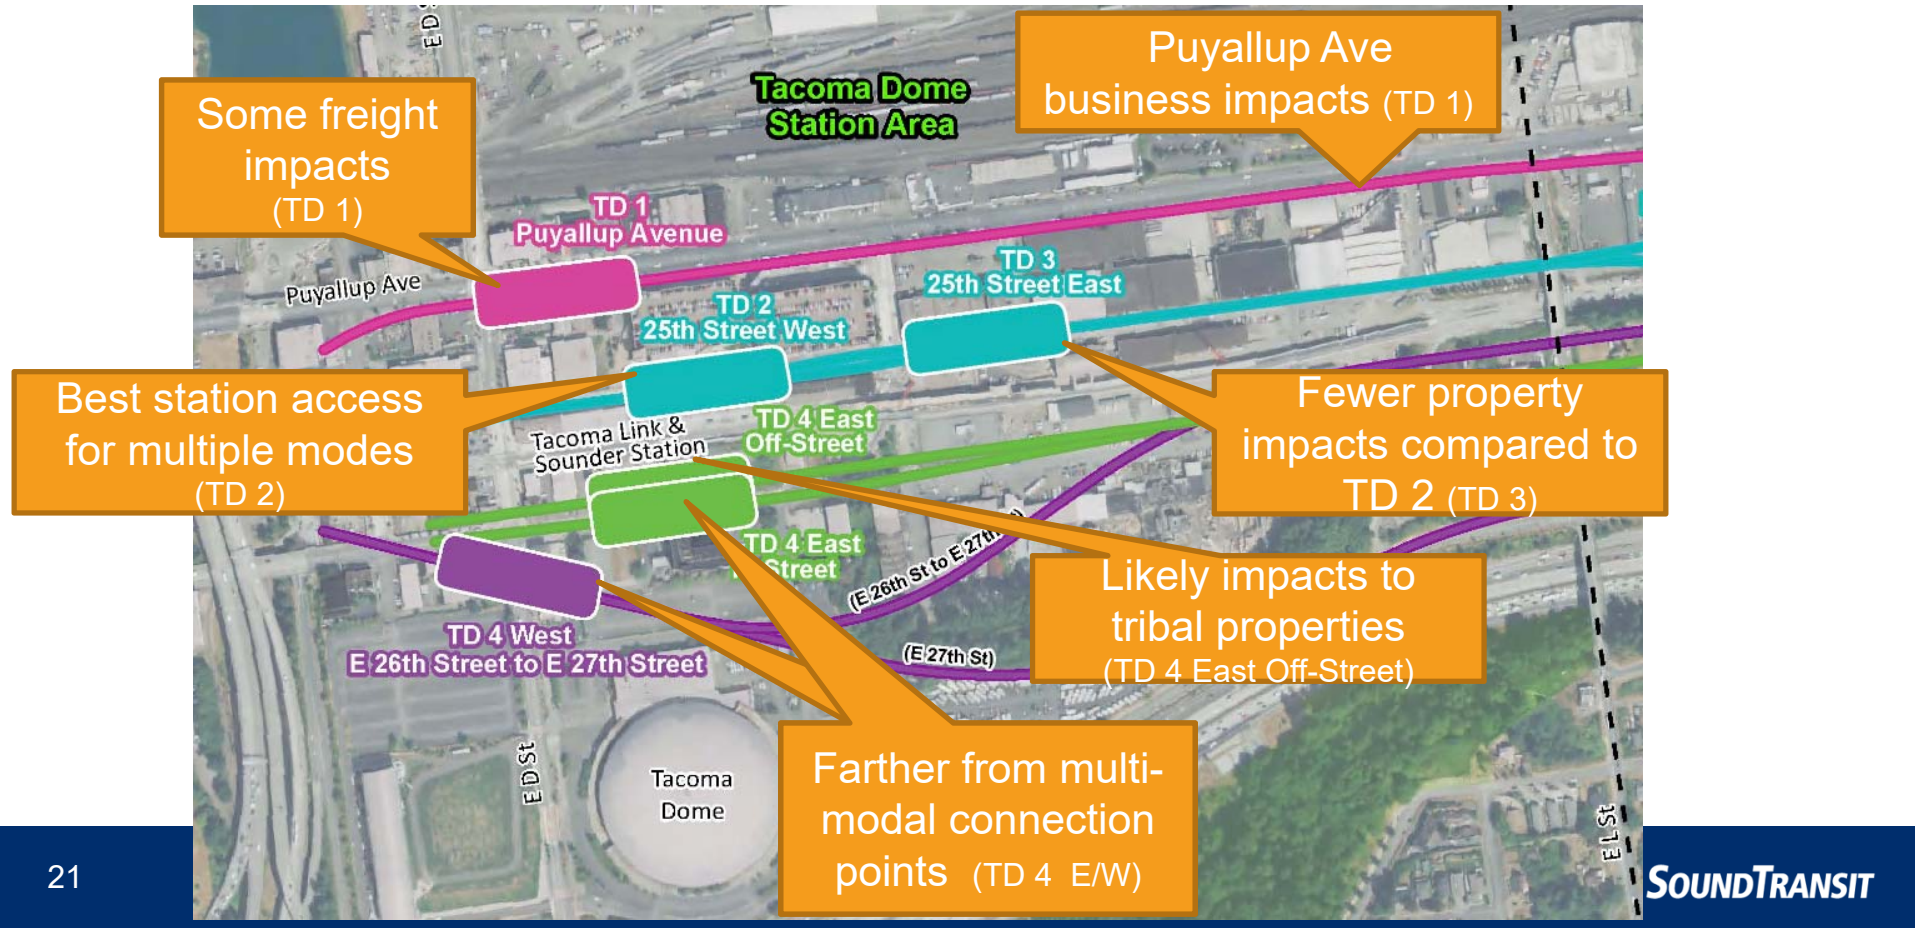 E D S
Tacoma Dome
Station Area
Puyallup Ave
business impacts (TD 1)
Some freight
impacts
(TD 1)
TD 1
Puyallup Avenue
Puyallup Ave
TD 3
25th Street East
TD 2
25th Street West
Best station access
for multiple modes
(TD 2)
Tacoma Link &
Sounder Station
TD 4 East
Off-Street
Fewer property
impacts compared to
TD 2 (TD 3)
TD 4 East
Street
(E 26th St to E 27th
Likely impacts to
tribal properties
(TD 4 East Off-Street)
TD 4 West
E 26th Street to E 27th Street
(E 27th St)
E D St
Tacoma
Dome
Farther from multi-
modal connection
points (TD 4 E/W)
E L St
21
SOUNDTRANSIT